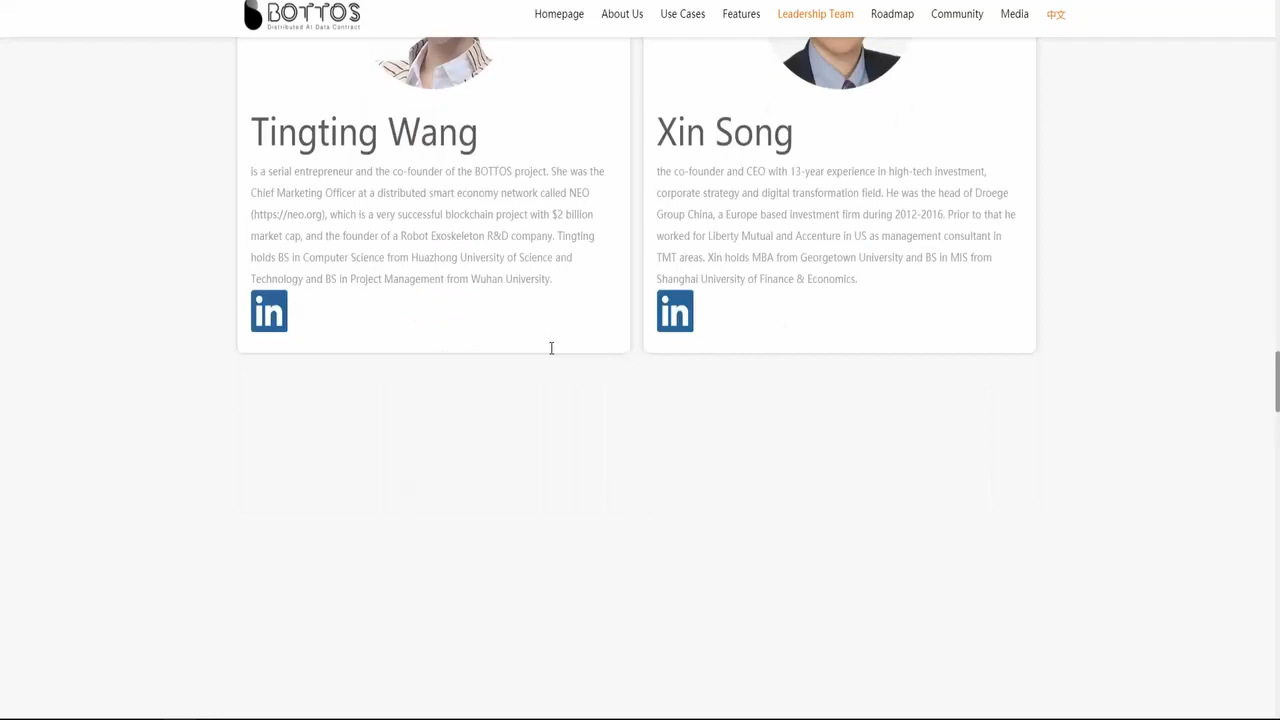 BOTTOS
Distributed AI Data Contract
Homepage About Us Use Cases Features Leadership Team Roadmap Community Media 中文
Tingting Wang
is a serial entrepreneur and the co-founder of the BOTTOS project. She was the
Chief Marketing Officer at a distributed smart economy network called NEO
(https://neo.org), which is a very successful blockchain project with $2 billion
market cap, and the founder of a Robot Exoskeleton R&D company. Tingting
holds BS in Computer Science from Huazhong University of Science and
Technology and BS in Project Management from Wuhan University.
in
Xin Song
the co-founder and CEO with 13-year experience in high-tech investment,
corporate strategy and digital transformation field. He was the head of Droege
Group China, a Europe based investment firm during 2012-2016. Prior to that he
worked for Liberty Mutual and Accenture in US as management consultant in
TMT areas. Xin holds MBA from Georgetown University and BS in MIS from
Shanghai University of Finance & Economics.
in